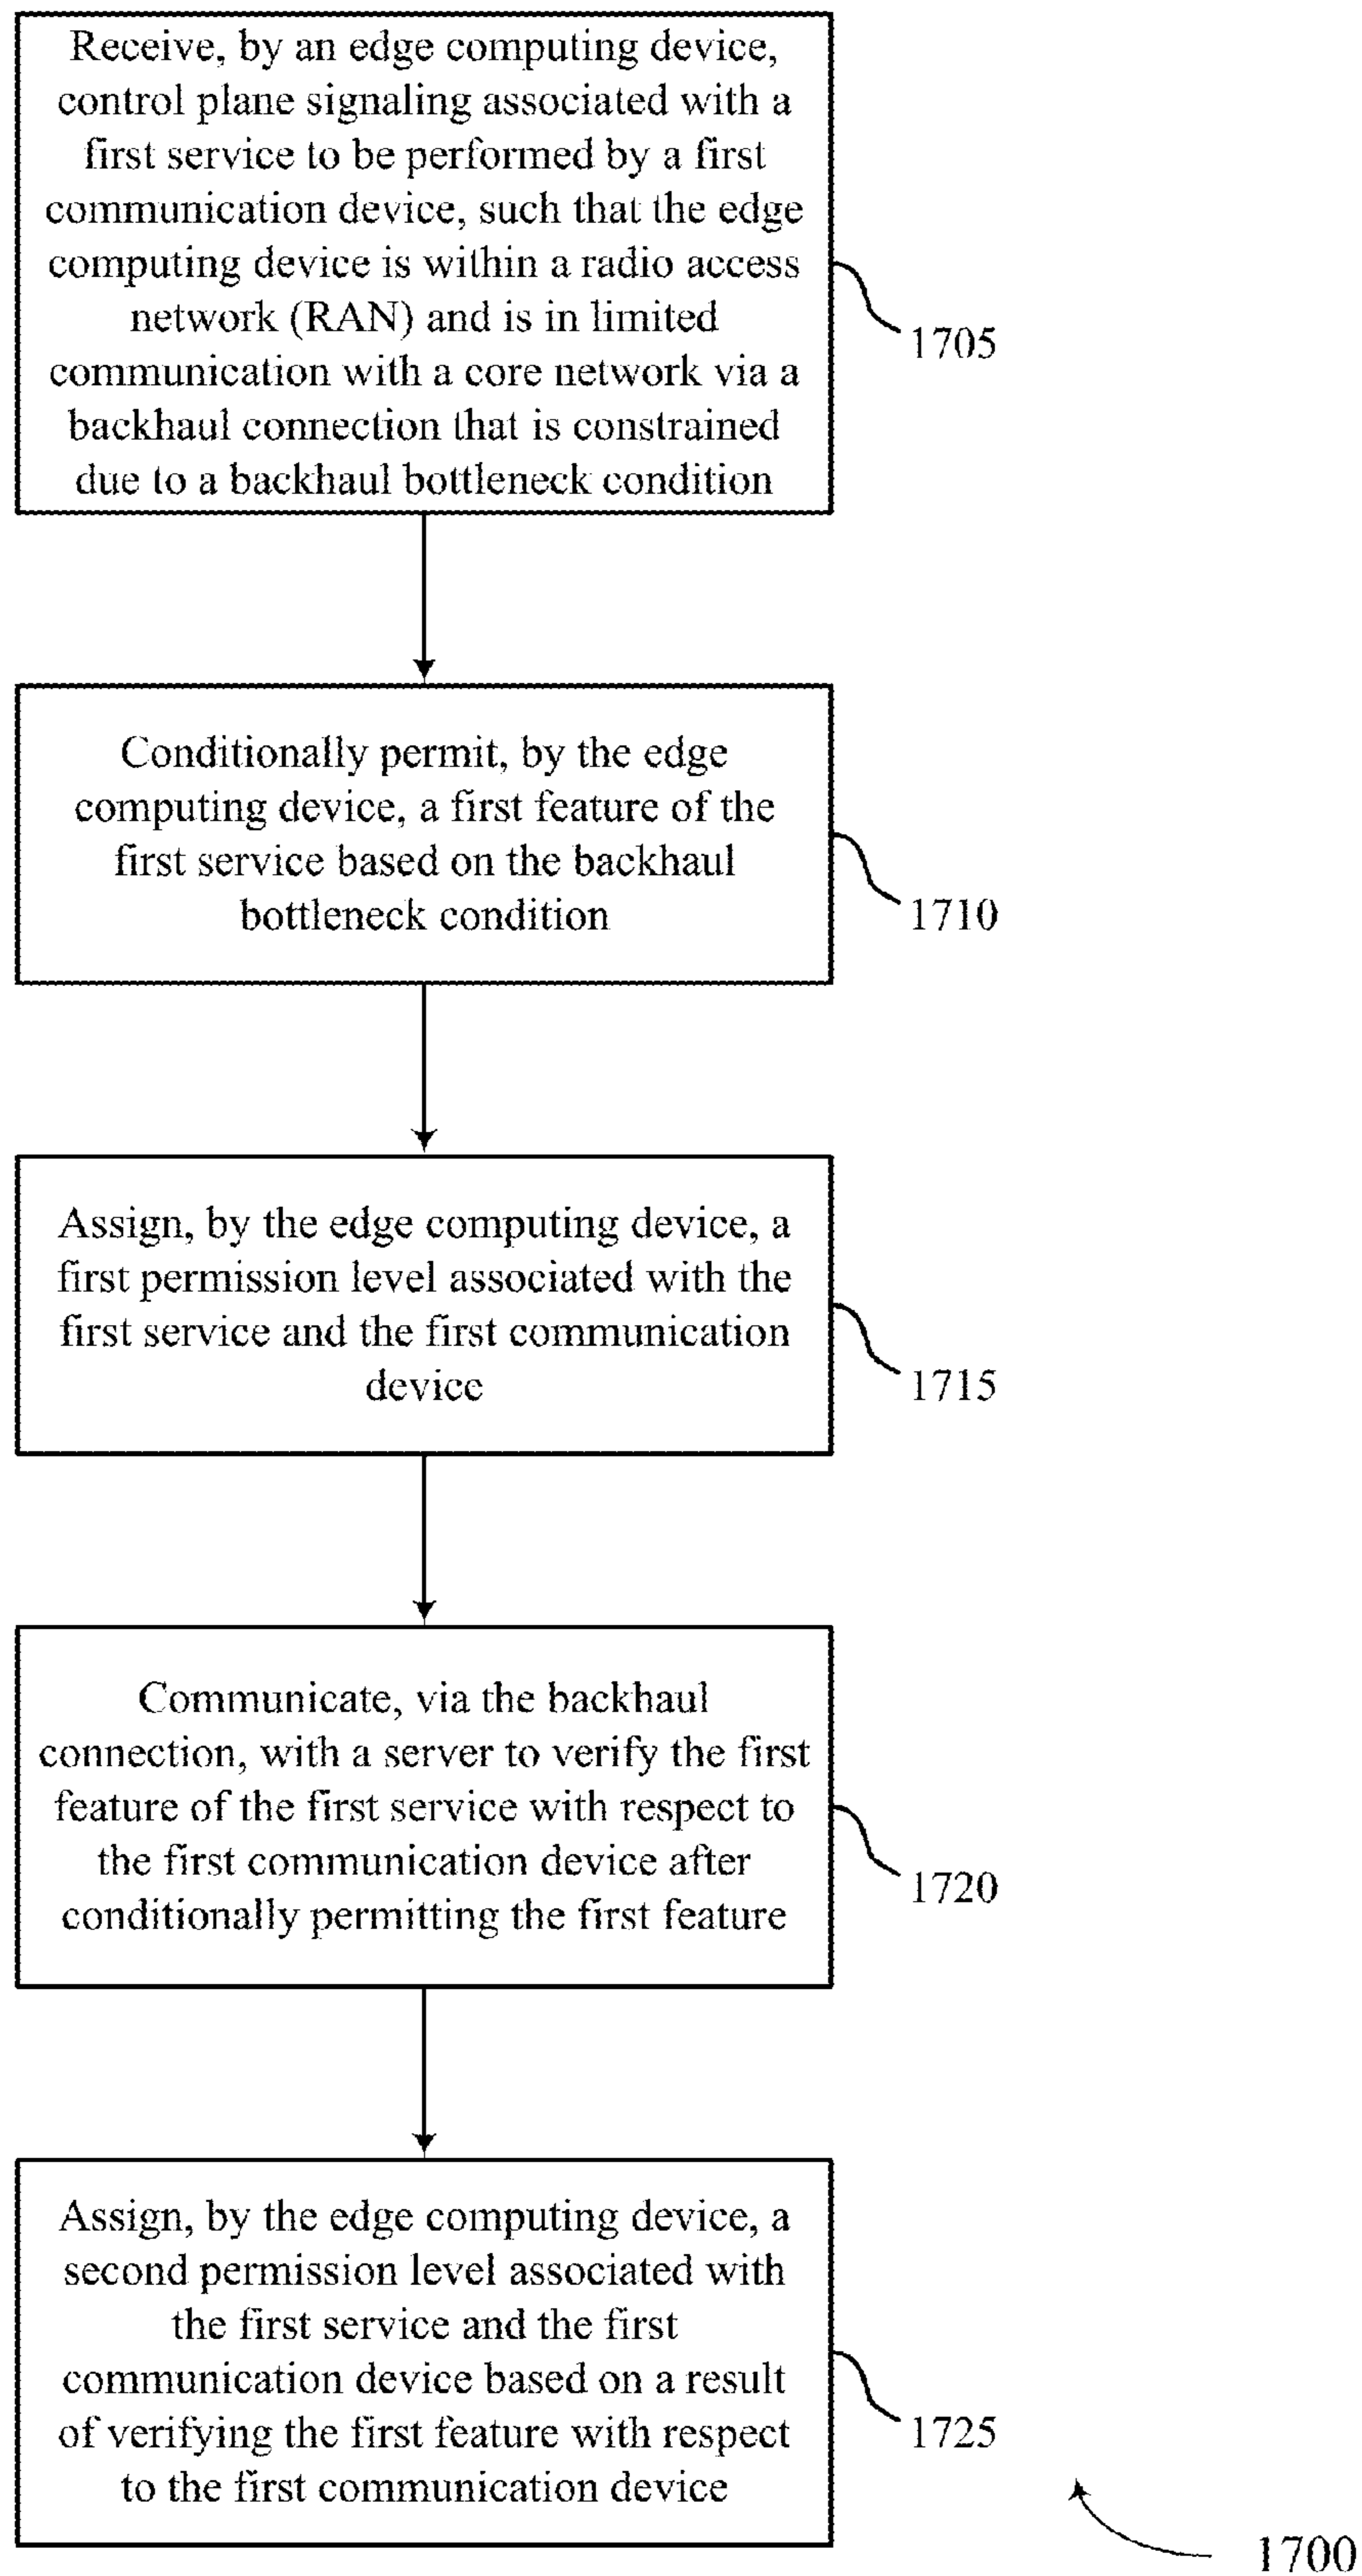 Receive, by an edge computing device,
control plane signaling associated with a
first service to be performed by a first
communication device, such that the edge
computing device is within a radio access
network (RAN) and is in limited
communication with a core network via a
backhaul connection that is constrained
due to a backhaul bottleneck condition
1705
Conditionally permit, by the edge
computing device, a first feature of the
first service based on the backhaul
bottleneck condition
1710
Assign, by the edge computing device, a
first permission level associated with the
first service and the first communication
device
1715
Communicate, via the backhaul
connection, with a server to verify the first
feature of the first service with respect to
the first communication device after
conditionally permitting the first feature
1720
Assign, by the edge computing device, a
second permission level associated with
the first service and the first
communication device based on a result
of verifying the first feature with respect
to the first communication device
1725
1700